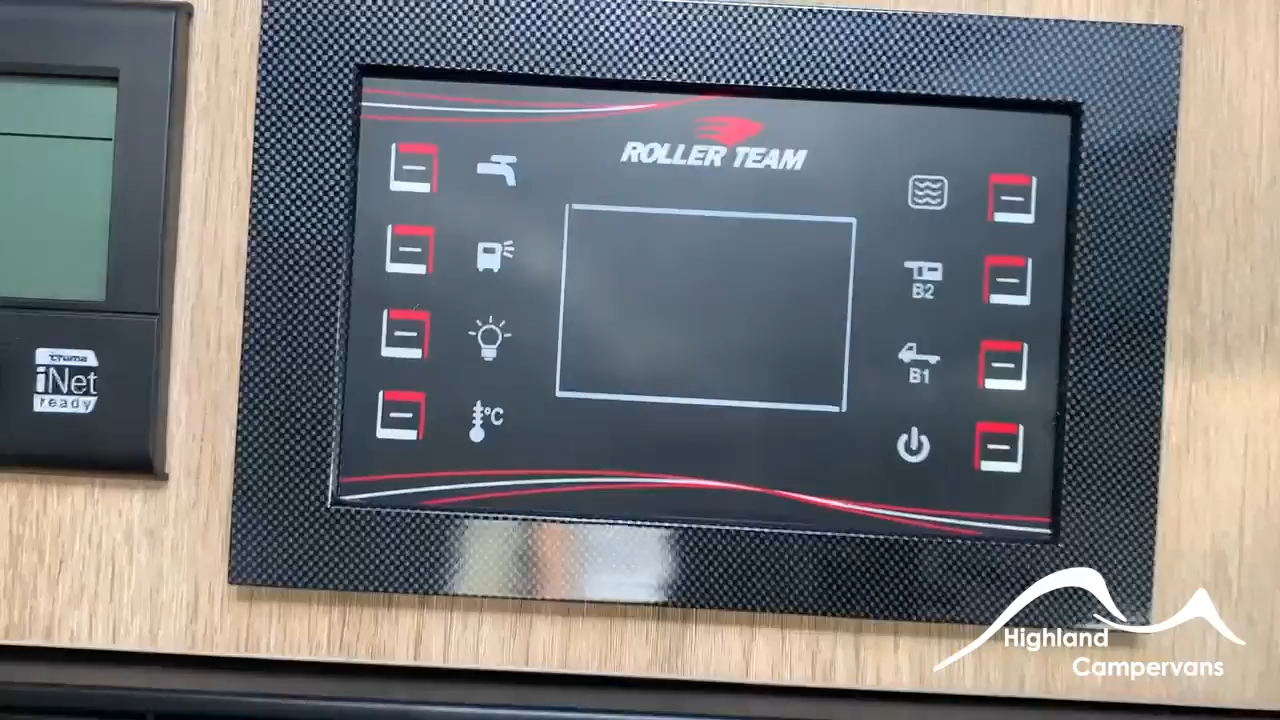 ROLLER TEAM
B2
B1
°C
truma
iNet
ready
Highland
Campervans